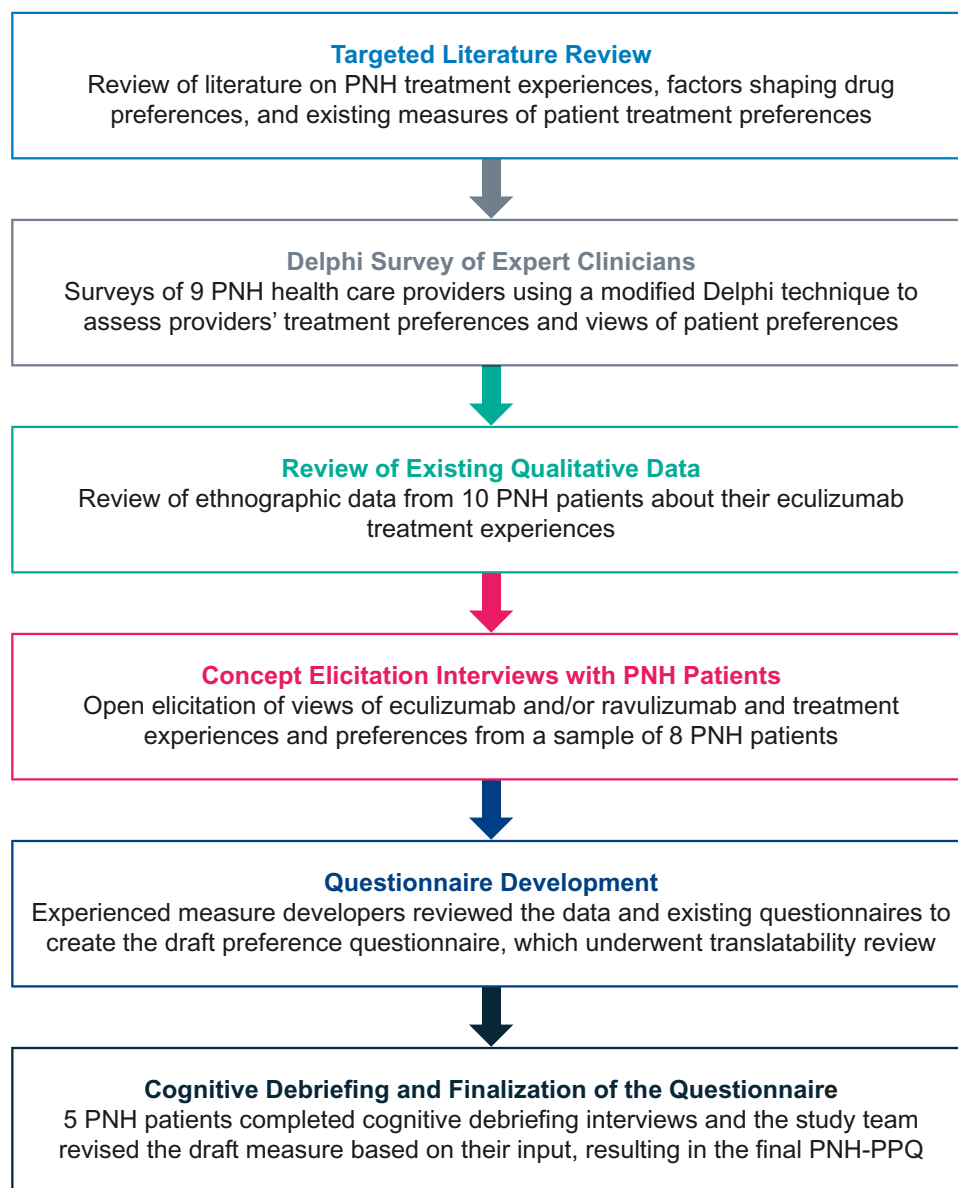 Targeted Literature Review
Review of literature on PNH treatment experiences, factors shaping drug
preferences, and existing measures of patient treatment preferences
Delphi Survey of Expert Clinicians
Surveys of 9 PNH health care providers using a modified Delphi technique to
assess providers' treatment preferences and views of patient preferences
Review of Existing Qualitative Data
Review of ethnographic data from 10 PNH patients about their eculizumab
treatment experiences
Concept Elicitation Interviews with PNH Patients
Open elicitation of views of eculizumab and/or ravulizumab and treatment
experiences and preferences from a sample of 8 PNH patients
Questionnaire Development
Experienced measure developers reviewed the data and existing questionnaires to
create the draft preference questionnaire, which underwent translatability review
Cognitive Debriefing and Finalization of the Questionnaire
5 PNH patients completed cognitive debriefing interviews and the study team
revised the draft measure based on their input, resulting in the final PNH-PPQ